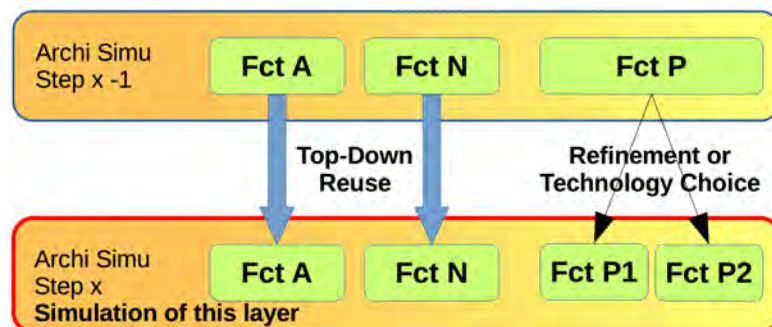 Archi Simu
Step x -1
Fct A
Fct N
Fct P
Top-Down
Reuse
Refinement or
Technology Choice
Archi Simu
Step x
Simulation of this layer
Fct A
Fct N
Fct P1
Fct P2